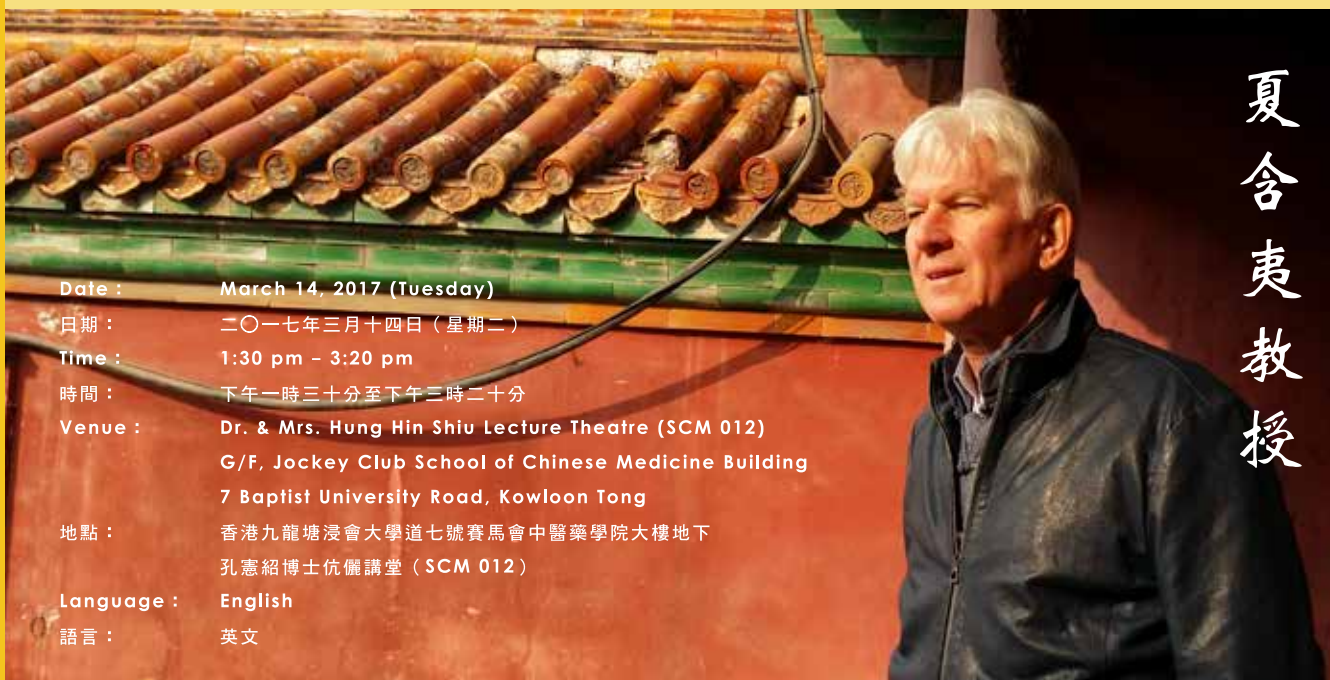 夏含夷教授
Date : March 14, 2017 (Tuesday)
日期： 二〇一七年三月十四日（星期二）
Time : 1:30 pm – 3:20 pm
時間： 下午一時三十分至下午三時二十分
Venue : Dr. & Mrs. Hung Hin Shiu Lecture Theatre (SCM 012)
G/F, Jockey Club School of Chinese Medicine Building
7 Baptist University Road, Kowloon Tong
地點： 香港九龍塘浸會大學道七號賽馬會中醫藥學院大樓地下
孔憲紹博士伉儷講堂（SCM 012）
Language : English
語言： 英文